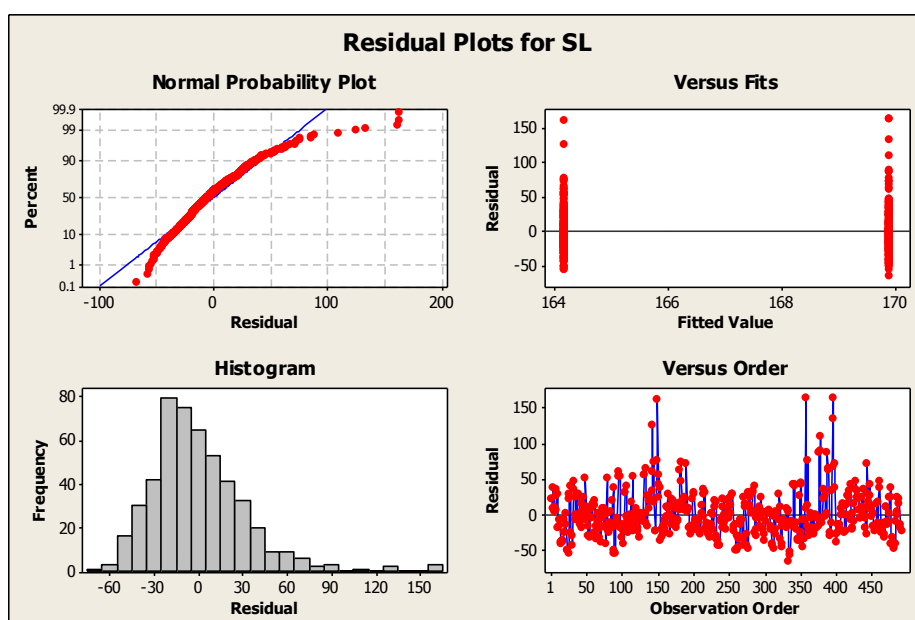 Residual Plots for SL
Normal Probability Plot
99.9
99
90
50
10
1
0.1
Percent
-100 0 100 200
Residual
Versus Fits
150
100
50
0
-50
Residual
164 166 168 170
Fitted Value
Histogram
80
60
40
20
0
Frequency
-60 -30 0 30 60 90 120 150
Residual
Versus Order
150
100
50
0
-50
Residual
1 50 100 150 200 250 300 350 400 450
Observation Order